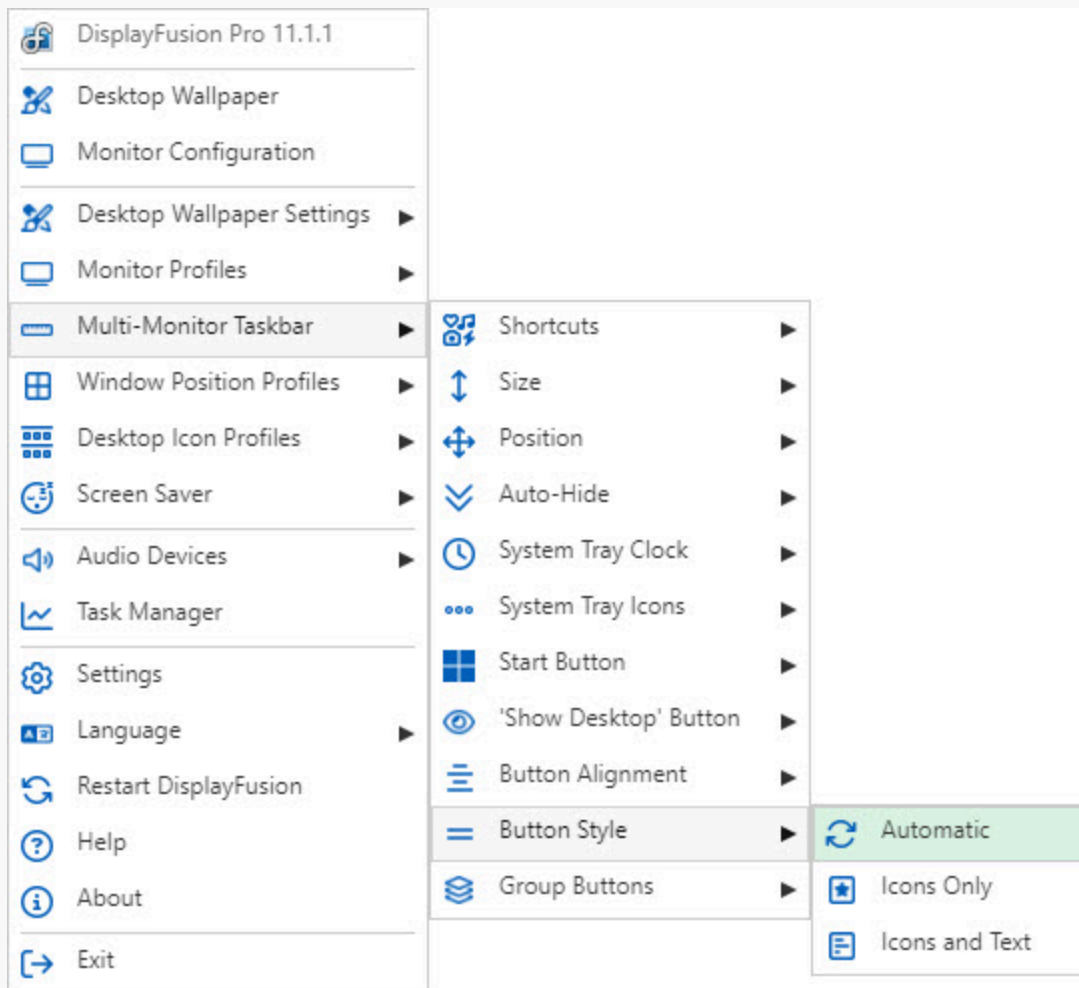 DisplayFusion Pro 11.1.1
Desktop Wallpaper
Monitor Configuration
Desktop Wallpaper Settings
Monitor Profiles
Multi-Monitor Taskbar
Window Position Profiles
Desktop Icon Profiles
Screen Saver
Audio Devices
Task Manager
Settings
Language
Restart DisplayFusion
Help
About
Exit
Shortcuts
Size
Position
Auto-Hide
System Tray Clock
System Tray Icons
Start Button
'Show Desktop' Button
Button Alignment
Button Style
Group Buttons
Automatic
Icons Only
Icons and Text